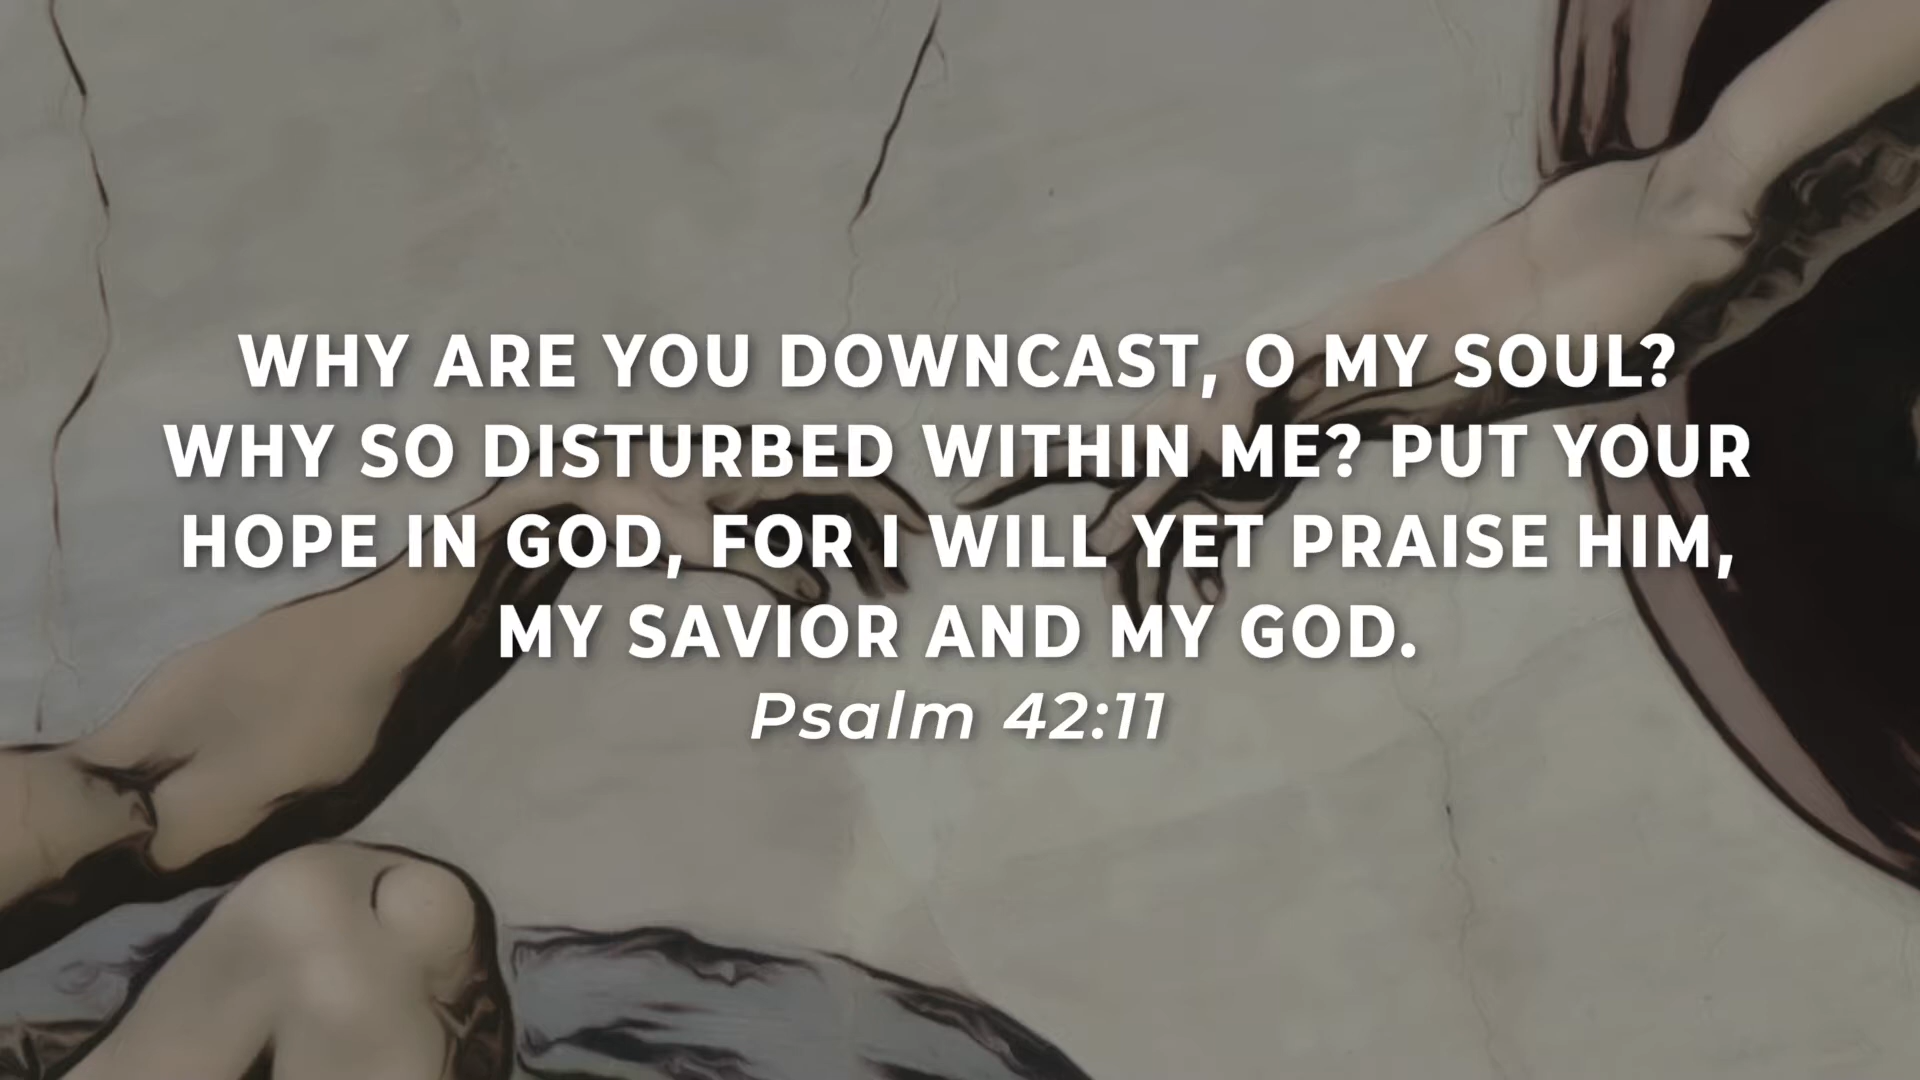 WHY ARE YOU DOWNCAST, O MY SOUL?
WHY SO DISTURBED WITHIN ME? PUT YOUR
HOPE IN GOD, FOR I WILL YET PRAISE HIM,
MY SAVIOR AND MY GOD.
Psalm 42:11